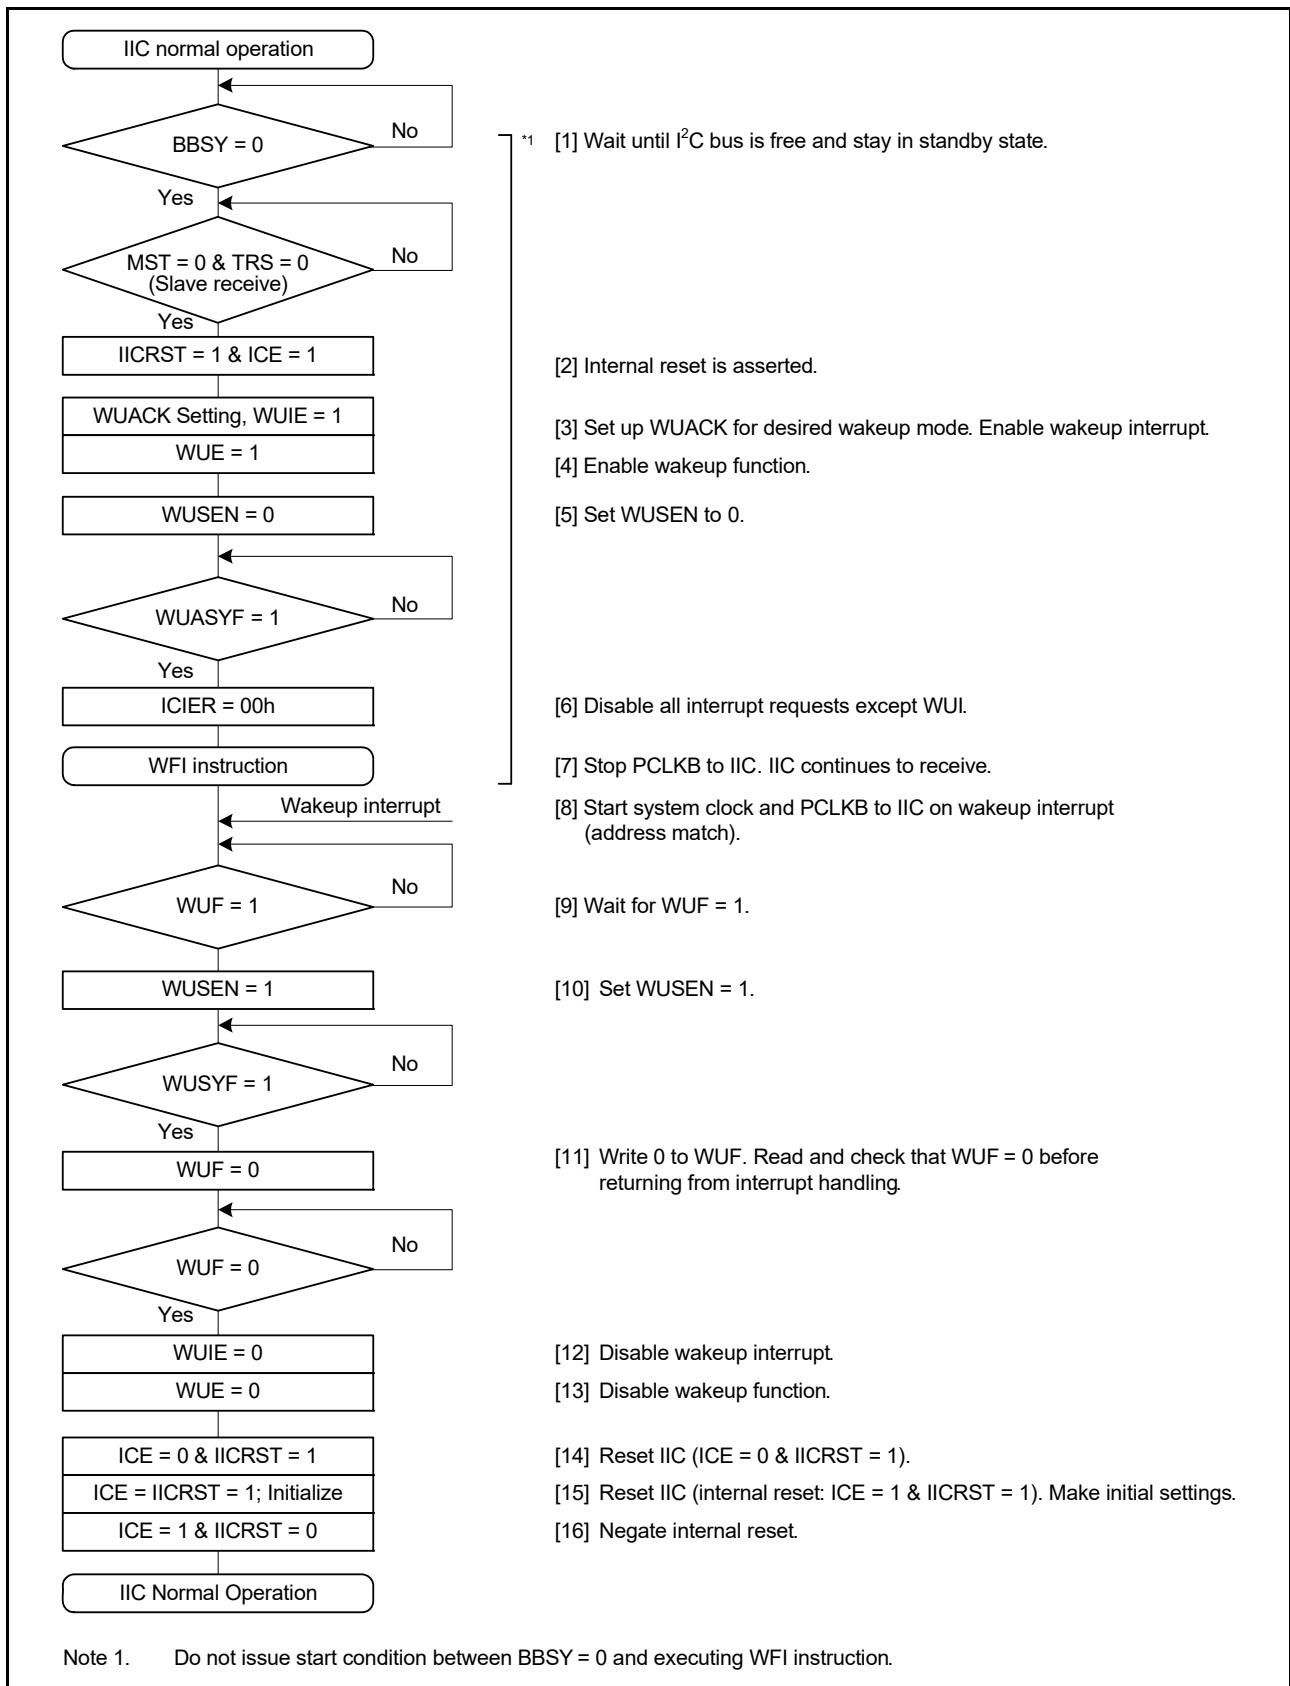 IIC normal operation
BBSY = 0
No
*1 [1] Wait until I²C bus is free and stay in standby state.
Yes
MST = 0 & TRS = 0
(Slave receive)
No
Yes
IICRST = 1 & ICE = 1
[2] Internal reset is asserted.
WUACK Setting, WUIE = 1
[3] Set up WUACK for desired wakeup mode. Enable wakeup interrupt.
WUE = 1
[4] Enable wakeup function.
WUSEN = 0
[5] Set WUSEN to 0.
WUASYF = 1
No
Yes
ICIER = 00h
[6] Disable all interrupt requests except WUI.
WFI instruction
[7] Stop PCLKB to IIC. IIC continues to receive.
Wakeup interrupt
[8] Start system clock and PCLKB to IIC on wakeup interrupt
(address match).
WUF = 1
No
[9] Wait for WUF = 1.
WUSEN = 1
[10] Set WUSEN = 1.
WUSYF = 1
No
Yes
WUF = 0
[11] Write 0 to WUF. Read and check that WUF = 0 before
returning from interrupt handling.
WUF = 0
No
Yes
WUIE = 0
[12] Disable wakeup interrupt.
WUE = 0
[13] Disable wakeup function.
ICE = 0 & IICRST = 1
[14] Reset IIC (ICE = 0 & IICRST = 1).
ICE = IICRST = 1; Initialize
[15] Reset IIC (internal reset: ICE = 1 & IICRST = 1). Make initial settings.
ICE = 1 & IICRST = 0
[16] Negate internal reset.
IIC Normal Operation
Note 1. Do not issue start condition between BBSY = 0 and executing WFI instruction.